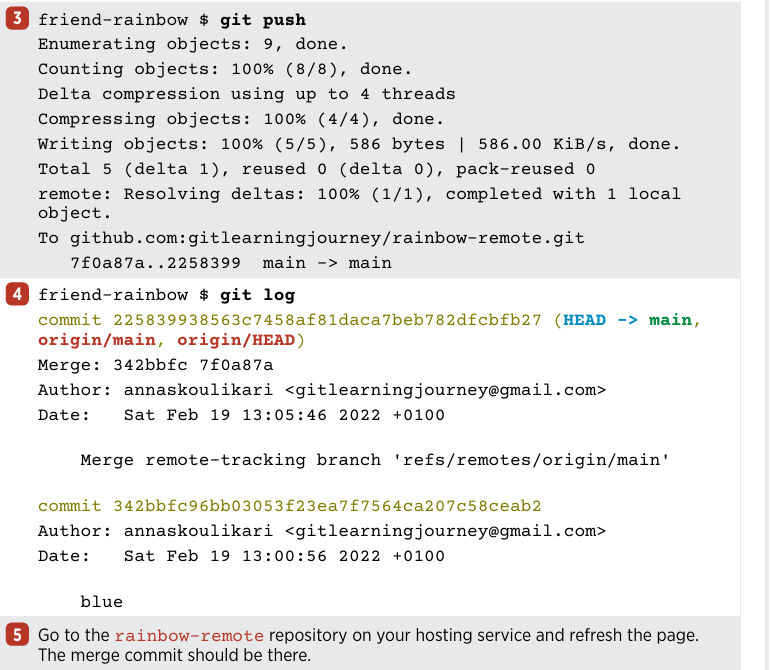 3 friend-rainbow $ git push
Enumerating objects: 9, done.
Counting objects: 100% (8/8), done.
Delta compression using up to 4 threads
Compressing objects: 100% (4/4), done.
Writing objects: 100% (5/5), 586 bytes | 586.00 KiB/s, done.
Total 5 (delta 1), reused 0 (delta 0), pack-reused 0
remote: Resolving deltas: 100% (1/1), completed with 1 local
object.
To github.com:gitlearningjourney/rainbow-remote.git
7f0a87a..2258399  main -> main
4 friend-rainbow $ git log
commit 225839938563c7458af81daca7beb782dfcbfb27 (HEAD -> main,
origin/main, origin/HEAD)
Merge: 342bbfc 7f0a87a
Author: annaskoulikari <gitlearningjourney@gmail.com>
Date:   Sat Feb 19 13:05:46 2022 +0100
Merge remote-tracking branch 'refs/remotes/origin/main'
commit 342bbfc96bb03053f23ea7f7564ca207c58ceab2
Author: annaskoulikari <gitlearningjourney@gmail.com>
Date:   Sat Feb 19 13:00:56 2022 +0100
blue
5 Go to the rainbow-remote repository on your hosting service and refresh the page.
The merge commit should be there.